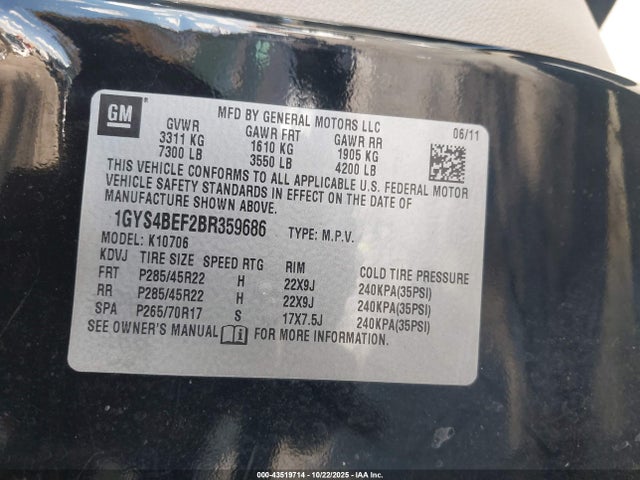 GM
MFD BY GENERAL MOTORS LLC
06/11
GVWR GAWR FRT GAWR RR
3311 KG 1610 KG 1905 KG
7300 LB 3550 LB 4200 LB
THIS VEHICLE CONFORMS TO ALL APPLICABLE U.S. FEDERAL MOTOR
VEHICLE SAFETY STANDARDS IN EFFECT ON THE DATE OF
MANUFACTURE SHOWN ABOVE.
1GYS4BEF2BR359686 TYPE: M.P.V.
MODEL: K10706
KDVJ TIRE SIZE SPEED RTG RIM COLD TIRE PRESSURE
FRT P285/45R22 H 22X9J 240KPA(35PSI)
RR P285/45R22 H 22X9J 240KPA(35PSI)
SPA P265/70R17 S 17X7.5J 240KPA(35PSI)
SEE OWNER'S MANUAL FOR MORE INFORMATION.
000-43519714 - 10/22/2025 - IAA Inc.